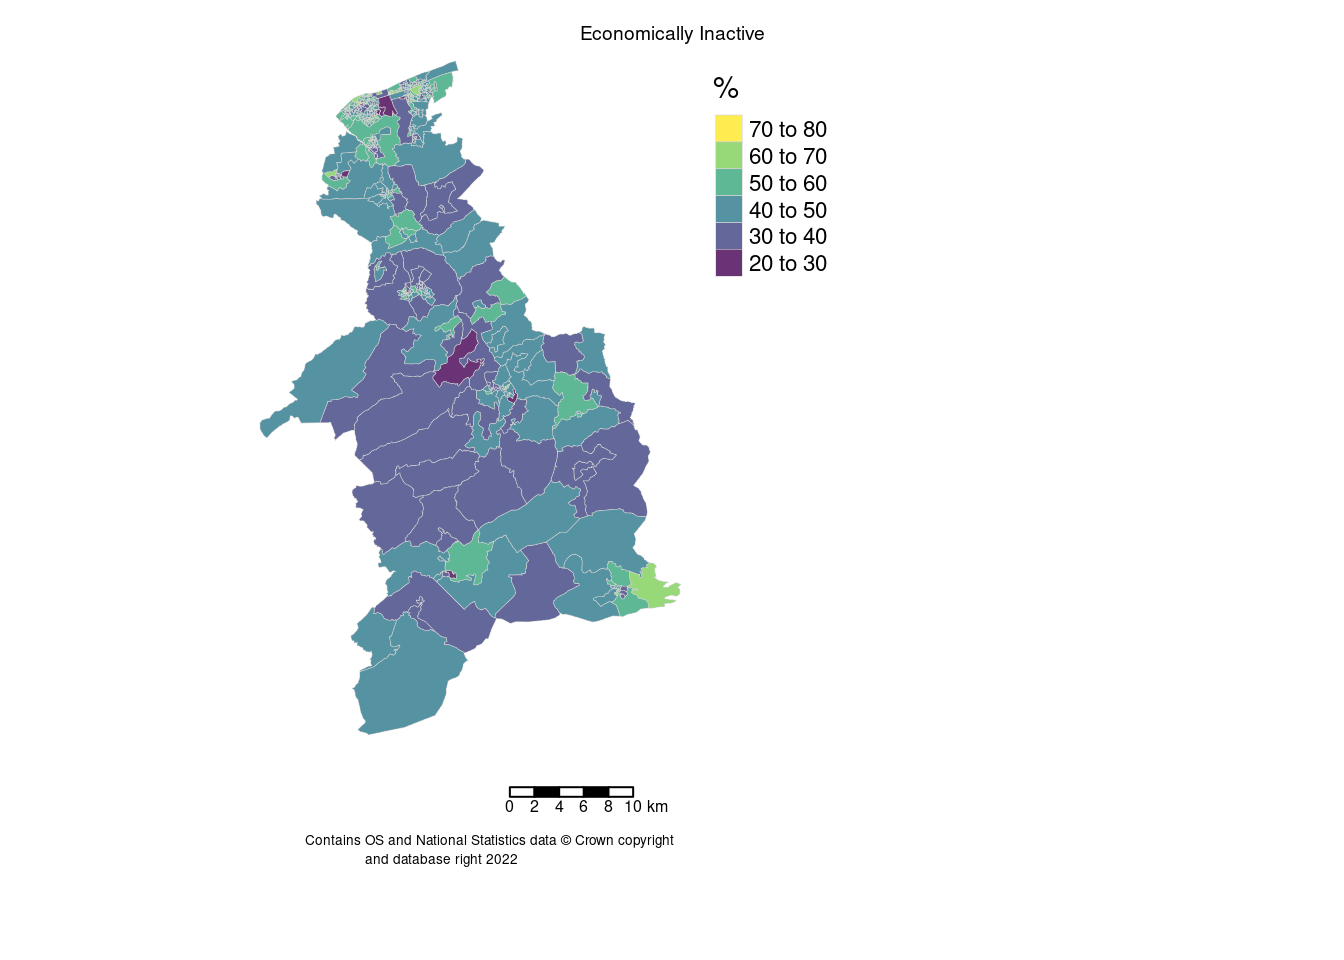 Economically Inactive
%
70 to 80
60 to 70
50 to 60
40 to 50
30 to 40
20 to 30
0 2 4 6 8 10 km
Contains OS and National Statistics data © Crown copyright
and database right 2022